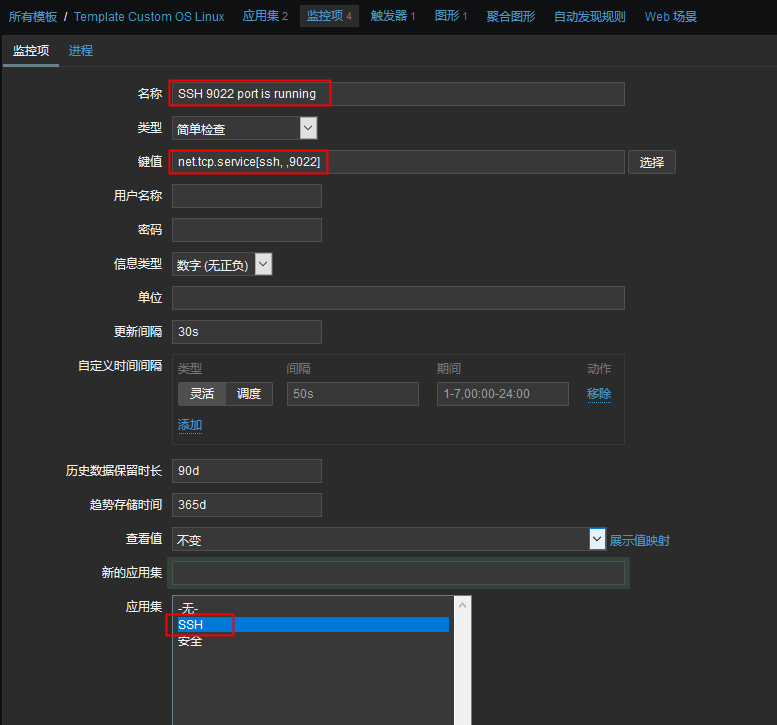 所有模板 / Template Custom OS Linux 应用集 2 监控项 4 触发器 1 图形 1 聚合图形 自动发现规则 Web 场景
监控项 进程
名称 SSH 9022 port is running
类型 简单检查
键值 net.tcp.service[ssh, ,9022] 选择
用户名称
密码
信息类型 数字 (无正负)
单位
更新间隔 30s
自定义时间间隔 类型 间隔 期间 动作
灵活 调度 50s 1-7,00:00-24:00 移除
添加
历史数据保留时长 90d
趋势存储时间 365d
查看值 不变 展示值映射
新的应用集
应用集 -无-
SSH
安全